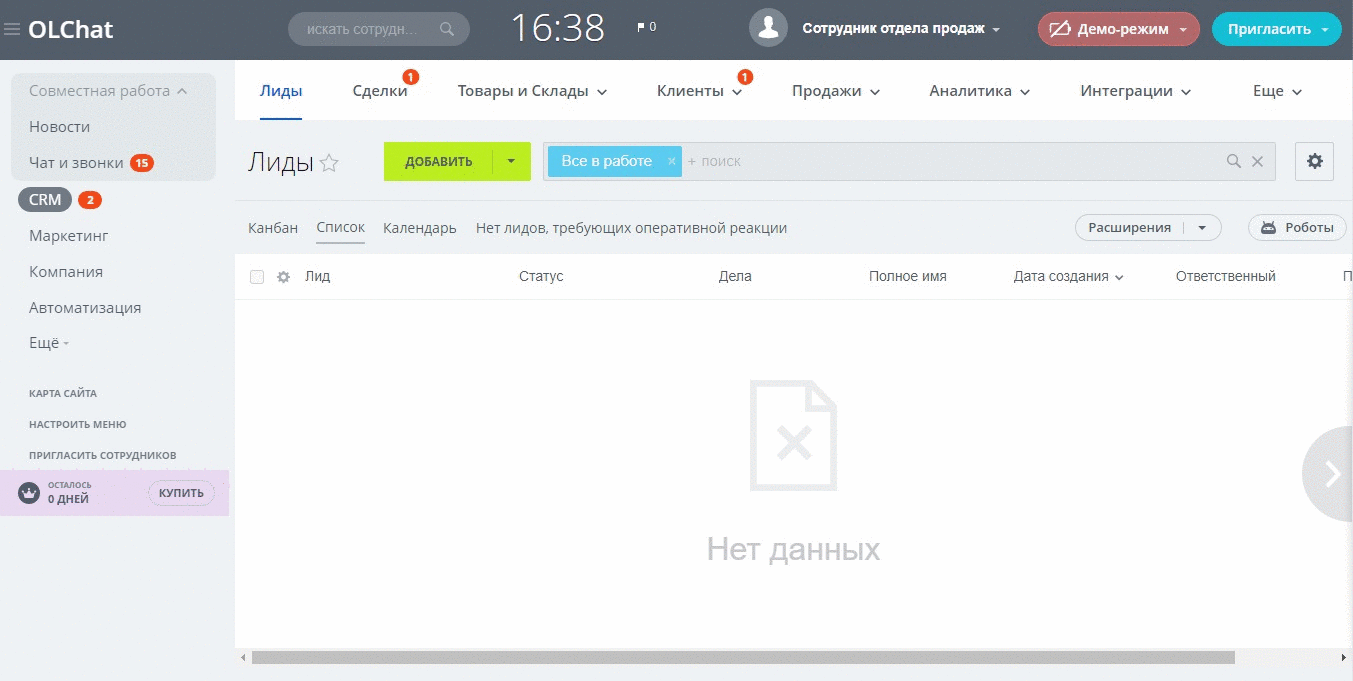 OLChat
искать сотрудн...
16:38
0
Сотрудник отдела продаж
Демо-режим
Пригласить
Совместная работа
Новости
Чат и звонки 15
CRM 2
Маркетинг
Компания
Автоматизация
Ещё
КАРТА САЙТА
НАСТРОИТЬ МЕНЮ
ПРИГЛАСИТЬ СОТРУДНИКОВ
ОСТАЛОСЬ
0 ДНЕЙ
КУПИТЬ
Лиды Сделки 1 Товары и Склады Клиенты 1 Продажи Аналитика Интеграции Еще
Лиды
ДОБАВИТЬ
Все в работе × + поиск
Канбан Список Календарь Нет лидов, требующих оперативной реакции
Расширения Роботы
Лид Статус Дела Полное имя Дата создания Ответственный П
Нет данных